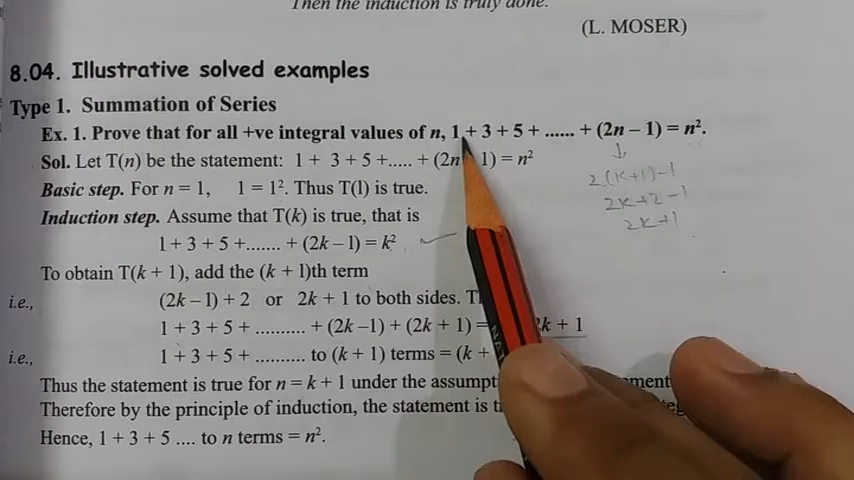 Then the induction is truly done.
(L. MOSER)
8.04. Illustrative solved examples
Type 1. Summation of Series
Ex. 1. Prove that for all +ve integral values of n, 1 + 3 + 5 + ...... + (2n – 1) = n².
Sol. Let T(n) be the statement: 1 + 3 + 5 +..... + (2n 1) = n²
2(k+1)-1
Basic step. For n = 1, 1 = 1². Thus T(1) is true.
2k+2-1
Induction step. Assume that T(k) is true, that is
2k+1
1 + 3 + 5 +....... + (2k – 1) = k²
To obtain T(k + 1), add the (k + 1)th term
i.e., (2k – 1) + 2 or 2k + 1 to both sides.
1 + 3 + 5 + .......... + (2k –1) + (2k + 1) = 2k + 1
i.e., 1 + 3 + 5 + .......... to (k + 1) terms = (k +
Thus the statement is true for n = k + 1 under the
Therefore by the principle of induction, the statement is
Hence, 1 + 3 + 5 .... to n terms = n².